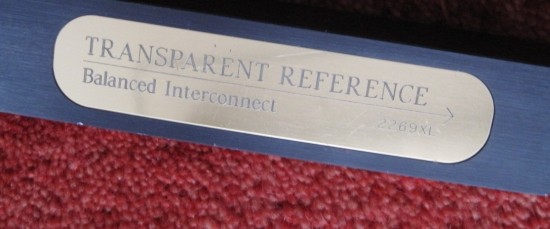 TRANSPARENT REFERENCE
Balanced Interconnect
2269XL